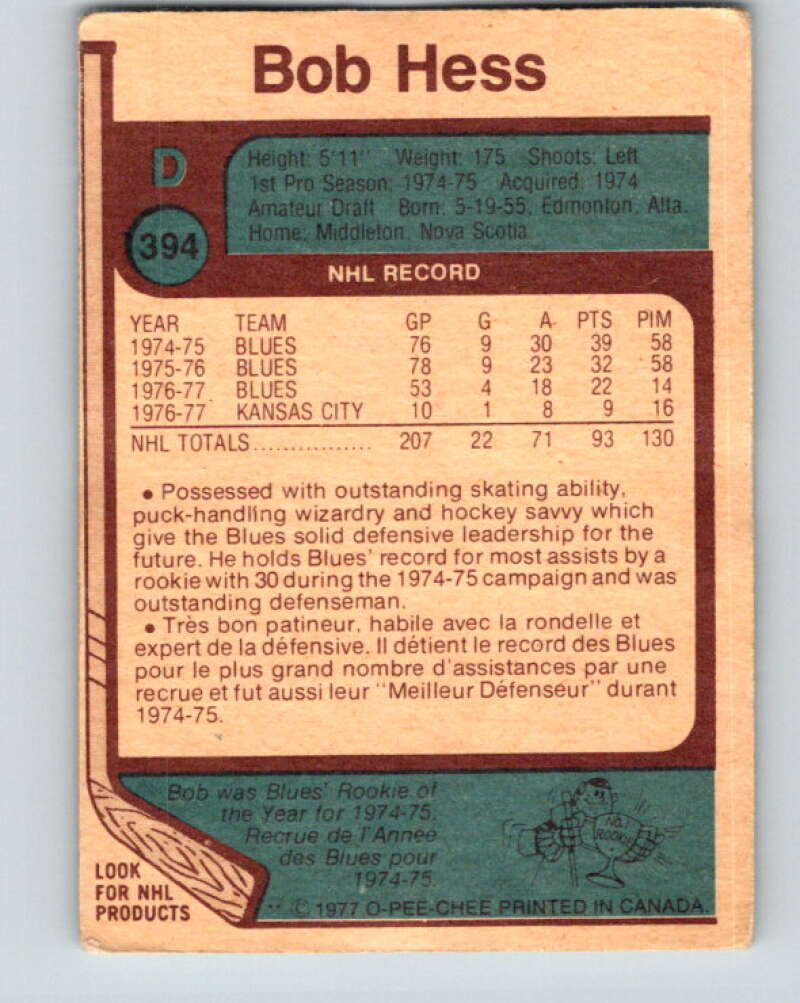 Bob Hess
D
394
Height: 5'11" Weight: 175 Shoots: Left
1st Pro Season: 1974-75 Acquired: 1974
Amateur Draft Born: 5-19-55, Edmonton, Alta.
Home: Middleton, Nova Scotia
NHL RECORD
YEAR TEAM GP G A PTS PIM
1974-75 BLUES 76 9 30 39 58
1975-76 BLUES 78 9 23 32 58
1976-77 BLUES 53 4 18 22 14
1976-77 KANSAS CITY 10 1 8 9 16
NHL TOTALS................ 207 22 71 93 130
• Possessed with outstanding skating ability,
puck-handling wizardry and hockey savvy which
give the Blues solid defensive leadership for the
future. He holds Blues' record for most assists by a
rookie with 30 during the 1974-75 campaign and was
outstanding defenseman.
• Très bon patineur, habile avec la rondelle et
expert de la défensive. Il détient le record des Blues
pour le plus grand nombre d'assistances par une
recrue et fut aussi leur "Meilleur Défenseur" durant
1974-75.
Bob was Blues' Rookie of
the Year for 1974-75.
Recrue de l'Année
des Blues pour
1974-75.
NO. 1
ROOKIE
LOOK
FOR NHL
PRODUCTS
** © 1977 O-PEE-CHEE PRINTED IN CANADA.